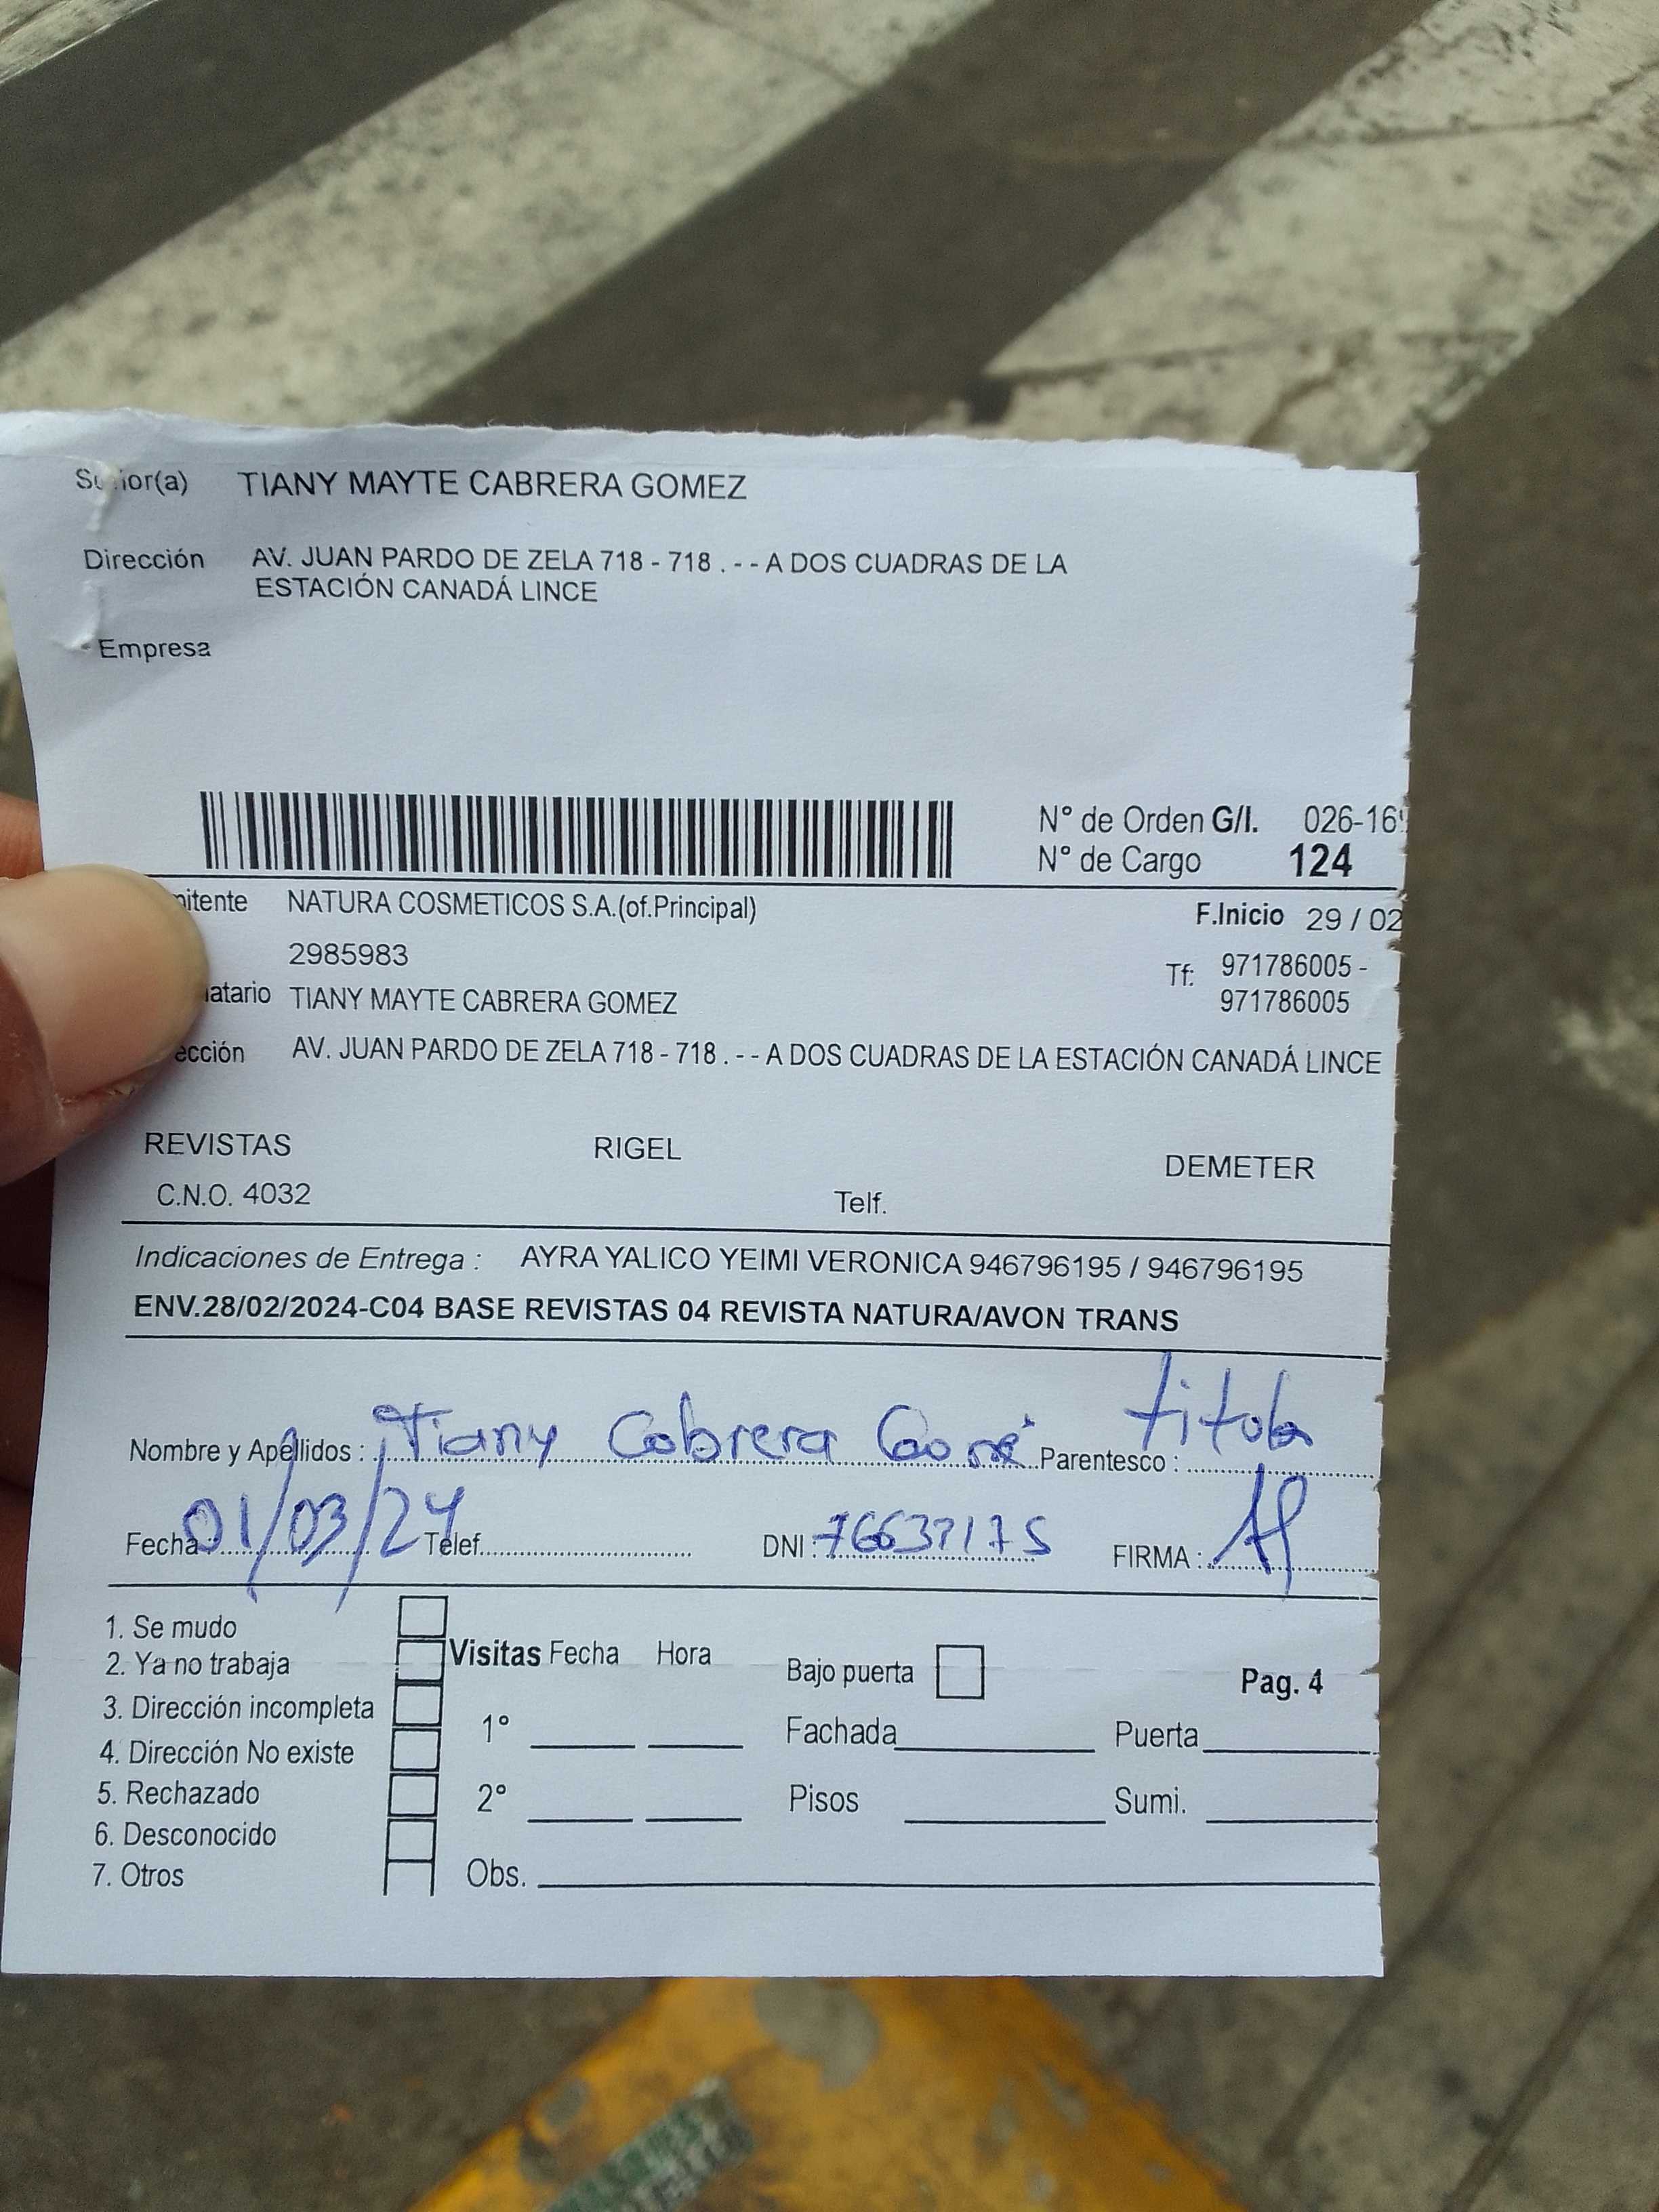 Señor(a) TIANY MAYTE CABRERA GOMEZ
Dirección AV. JUAN PARDO DE ZELA 718 - 718 . - - A DOS CUADRAS DE LA
ESTACIÓN CANADÁ LINCE
Empresa
N° de Orden G/I. 026-16
N° de Cargo 124
mitente NATURA COSMETICOS S.A.(of.Principal) F.Inicio 29 / 02
2985983 Tf: 971786005 -
971786005
atario TIANY MAYTE CABRERA GOMEZ
ección AV. JUAN PARDO DE ZELA 718 - 718 . - - A DOS CUADRAS DE LA ESTACIÓN CANADÁ LINCE
REVISTAS RIGEL DEMETER
C.N.O. 4032 Telf.
Indicaciones de Entrega : AYRA YALICO YEIMI VERONICA 946796195 / 946796195
ENV.28/02/2024-C04 BASE REVISTAS 04 REVISTA NATURA/AVON TRANS
Nombre y Apellidos : Tiany Cabrera Parentesco :
Fecha : 01/03/24 Telef. DNI : 76637175 FIRMA :
1. Se mudo
2. Ya no trabaja
3. Dirección incompleta
4. Dirección No existe
5. Rechazado
6. Desconocido
7. Otros
Visitas Fecha Hora
1°
2°
Bajo puerta Pag. 4
Fachada Puerta
Pisos Sumi.
Obs.